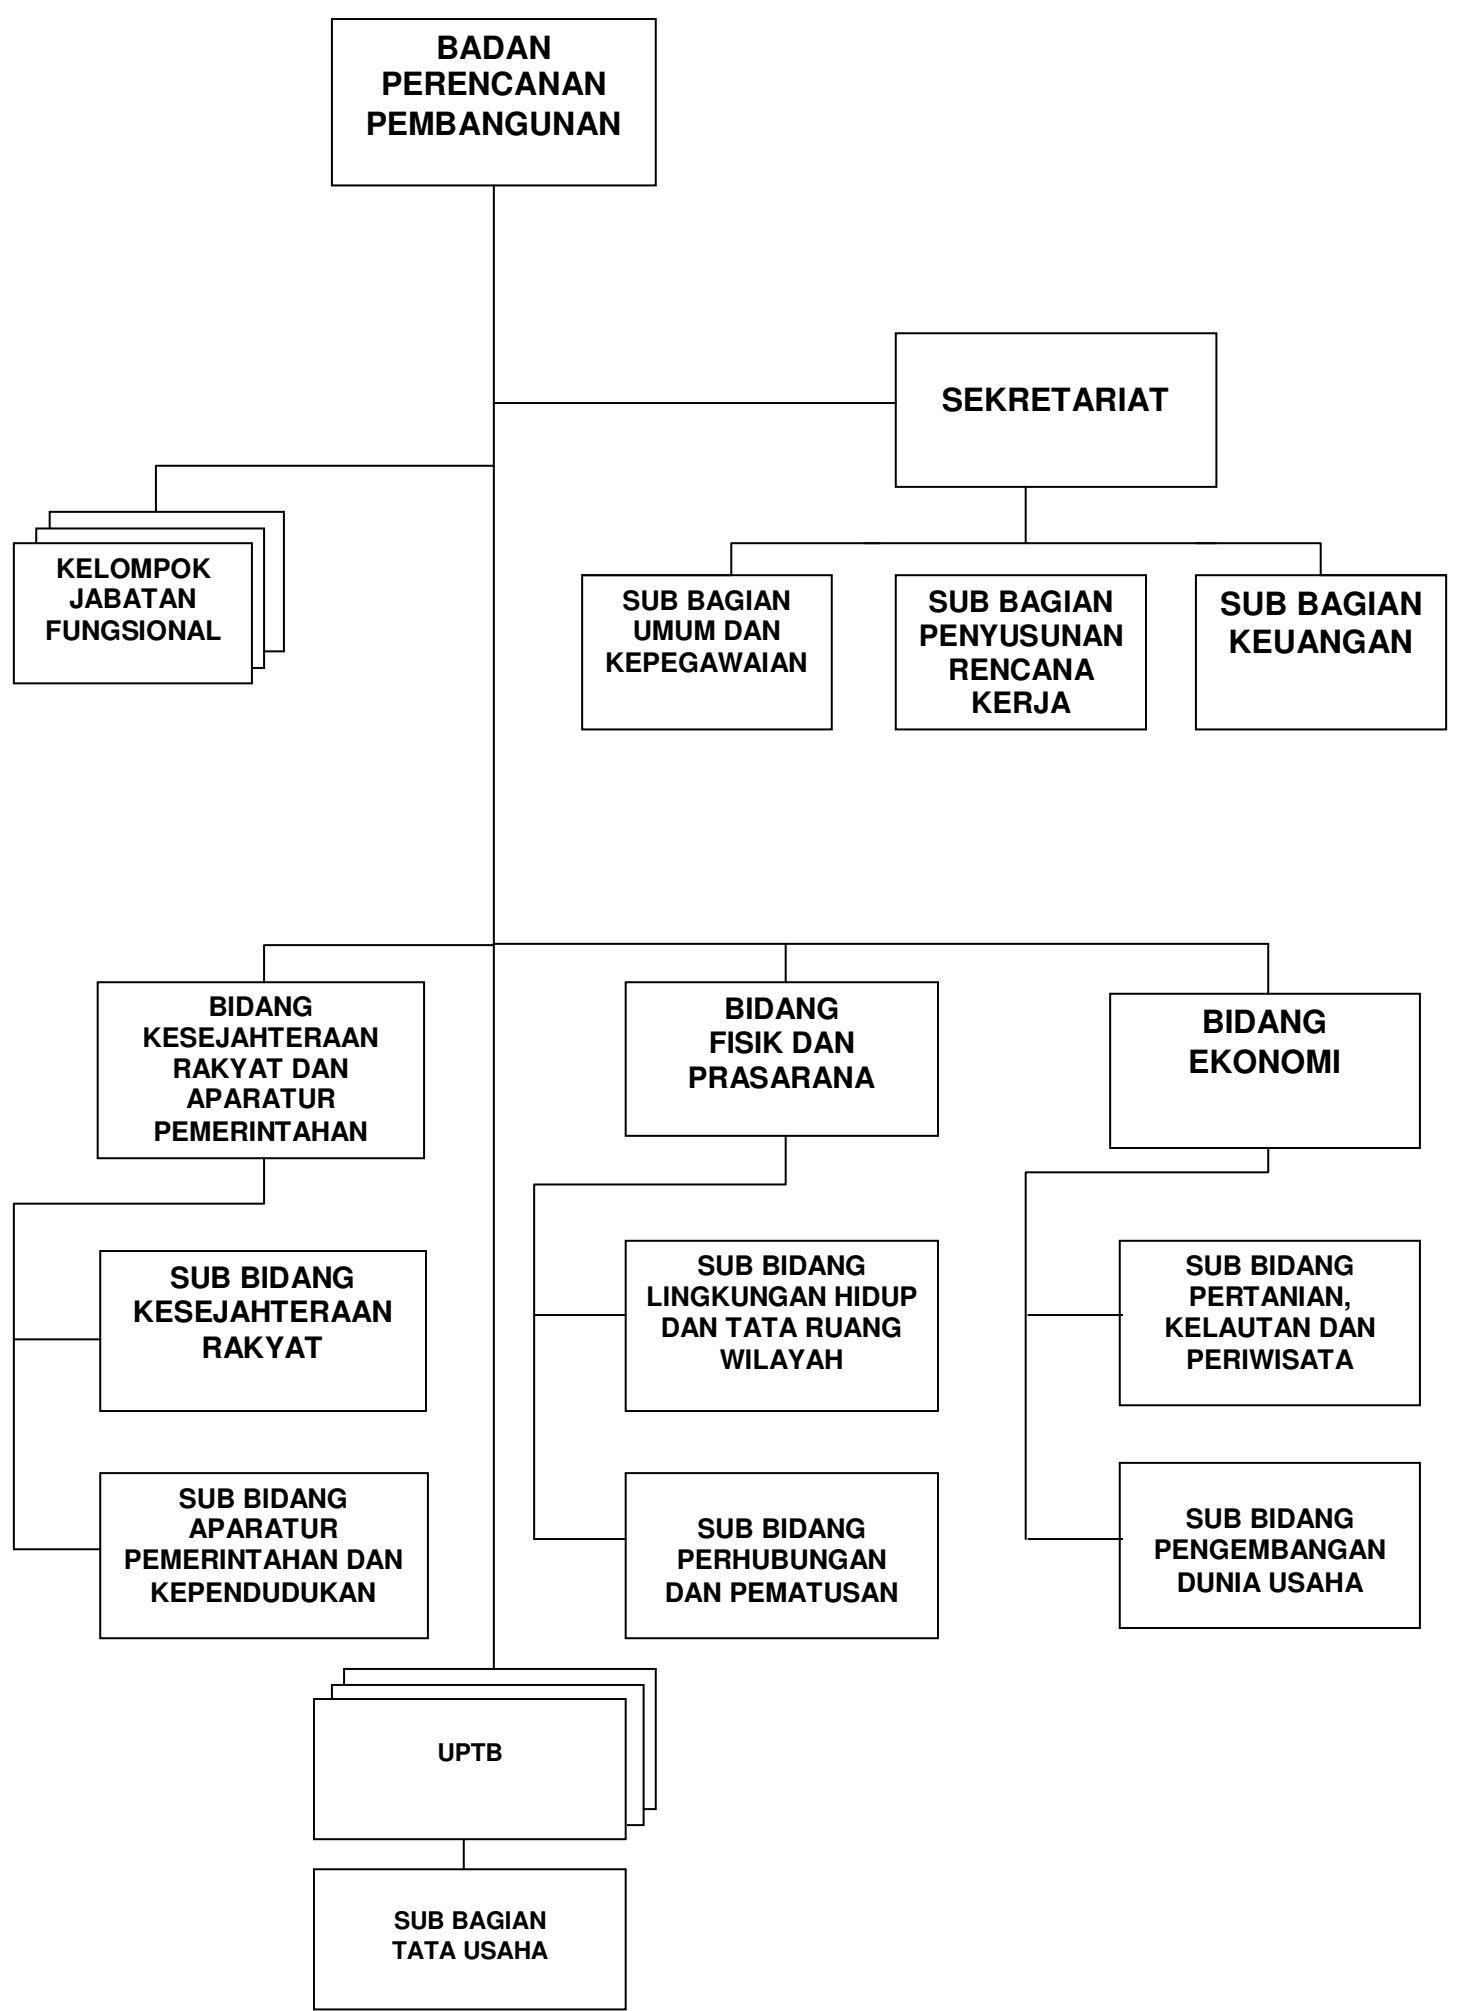 BADAN
PERENCANAN
PEMBANGUNAN
SEKRETARIAT
KELOMPOK
JABATAN
FUNGSIONAL
SUB BAGIAN
UMUM DAN
KEPEGAWAIAN
SUB BAGIAN
PENYUSUNAN
RENCANA
KERJA
SUB BAGIAN
KEUANGAN
BIDANG
KESEJAHTERAAN
RAKYAT DAN
APARATUR
PEMERINTAHAN
BIDANG
FISIK DAN
PRASARANA
BIDANG
EKONOMI
SUB BIDANG
KESEJAHTERAAN
RAKYAT
SUB BIDANG
LINGKUNGAN HIDUP
DAN TATA RUANG
WILAYAH
SUB BIDANG
PERTANIAN,
KELAUTAN DAN
PERIWISATA
SUB BIDANG
APARATUR
PEMERINTAHAN DAN
KEPENDUDUKAN
SUB BIDANG
PERHUBUNGAN
DAN PEMATUSAN
SUB BIDANG
PENGEMBANGAN
DUNIA USAHA
UPTB
SUB BAGIAN
TATA USAHA